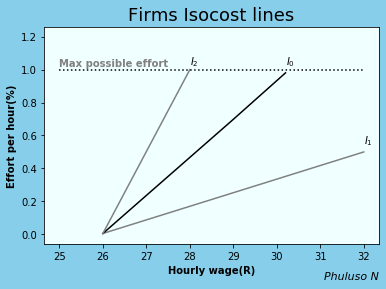 Firms Isocost lines
1.2
Max possible effort
I2
I0
1.0
0.8
I1
0.6
0.4
0.2
0.0
Effort per hour(%)
25 26 27 28 29 30 31 32
Hourly wage(R)
Phuluso N